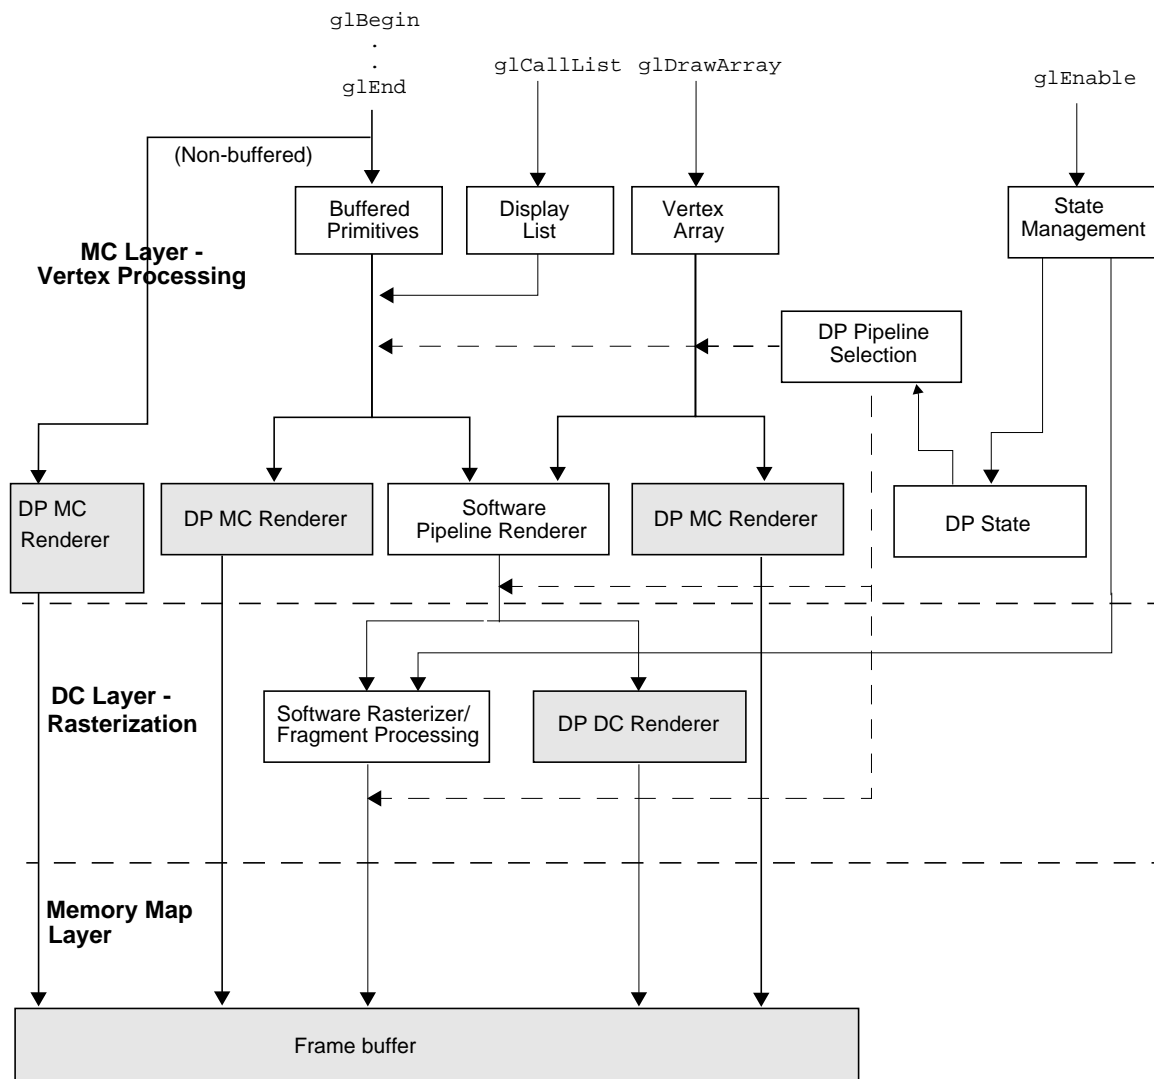 glBegin
.
.
glEnd
glCallList
glDrawArray
glEnable
(Non-buffered)
Buffered
Primitives
Display
List
Vertex
Array
State
Management
MC Layer -
Vertex Processing
DP Pipeline
Selection
DP MC
Renderer
DP MC Renderer
Software
Pipeline Renderer
DP MC Renderer
DP State
DC Layer -
Rasterization
Software Rasterizer/
Fragment Processing
DP DC Renderer
Memory Map
Layer
Frame buffer